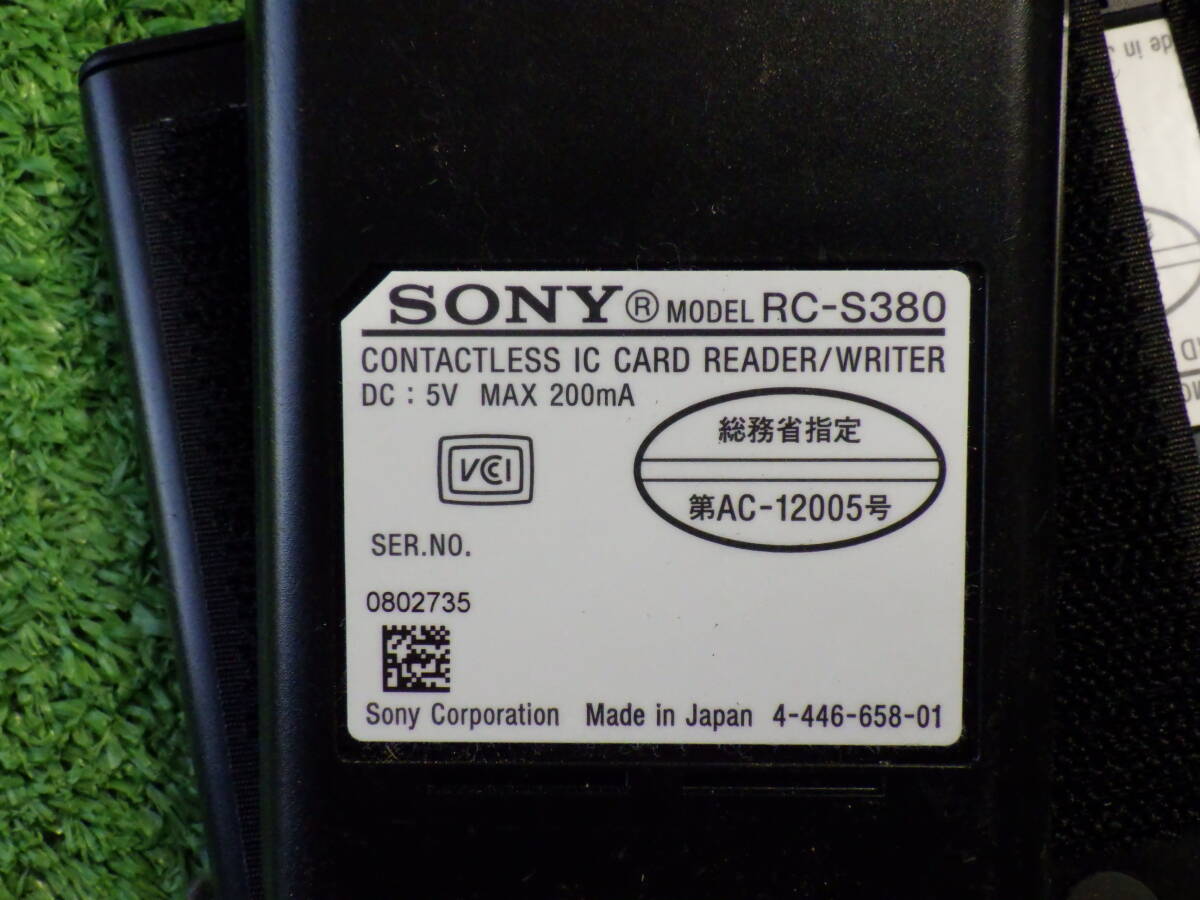 SONY® MODEL RC-S380
CONTACTLESS IC CARD READER/WRITER
DC : 5V MAX 200mA
総務省指定
第AC-12005号
VCCI
SER.NO.
0802735
Sony Corporation Made in Japan 4-446-658-01